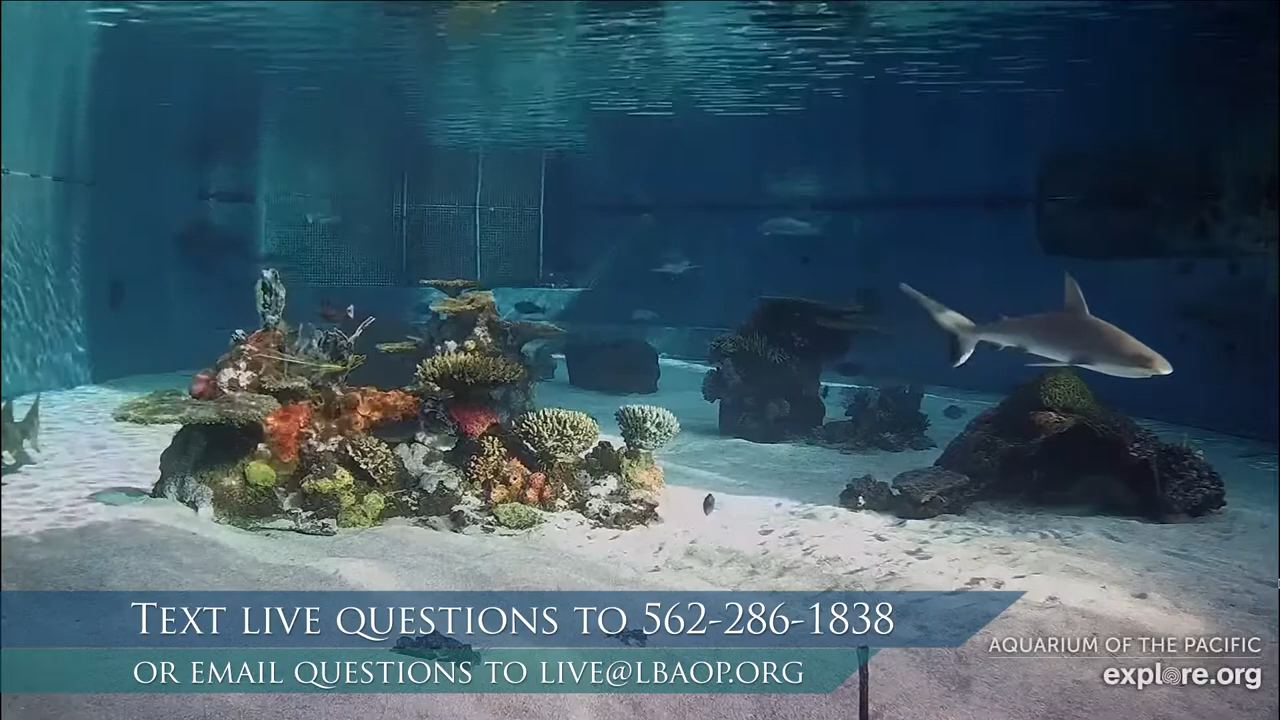 TEXT LIVE QUESTIONS TO 562-286-1838
OR EMAIL QUESTIONS TO LIVE@LBAOP.ORG
AQUARIUM OF THE PACIFIC
explore.org